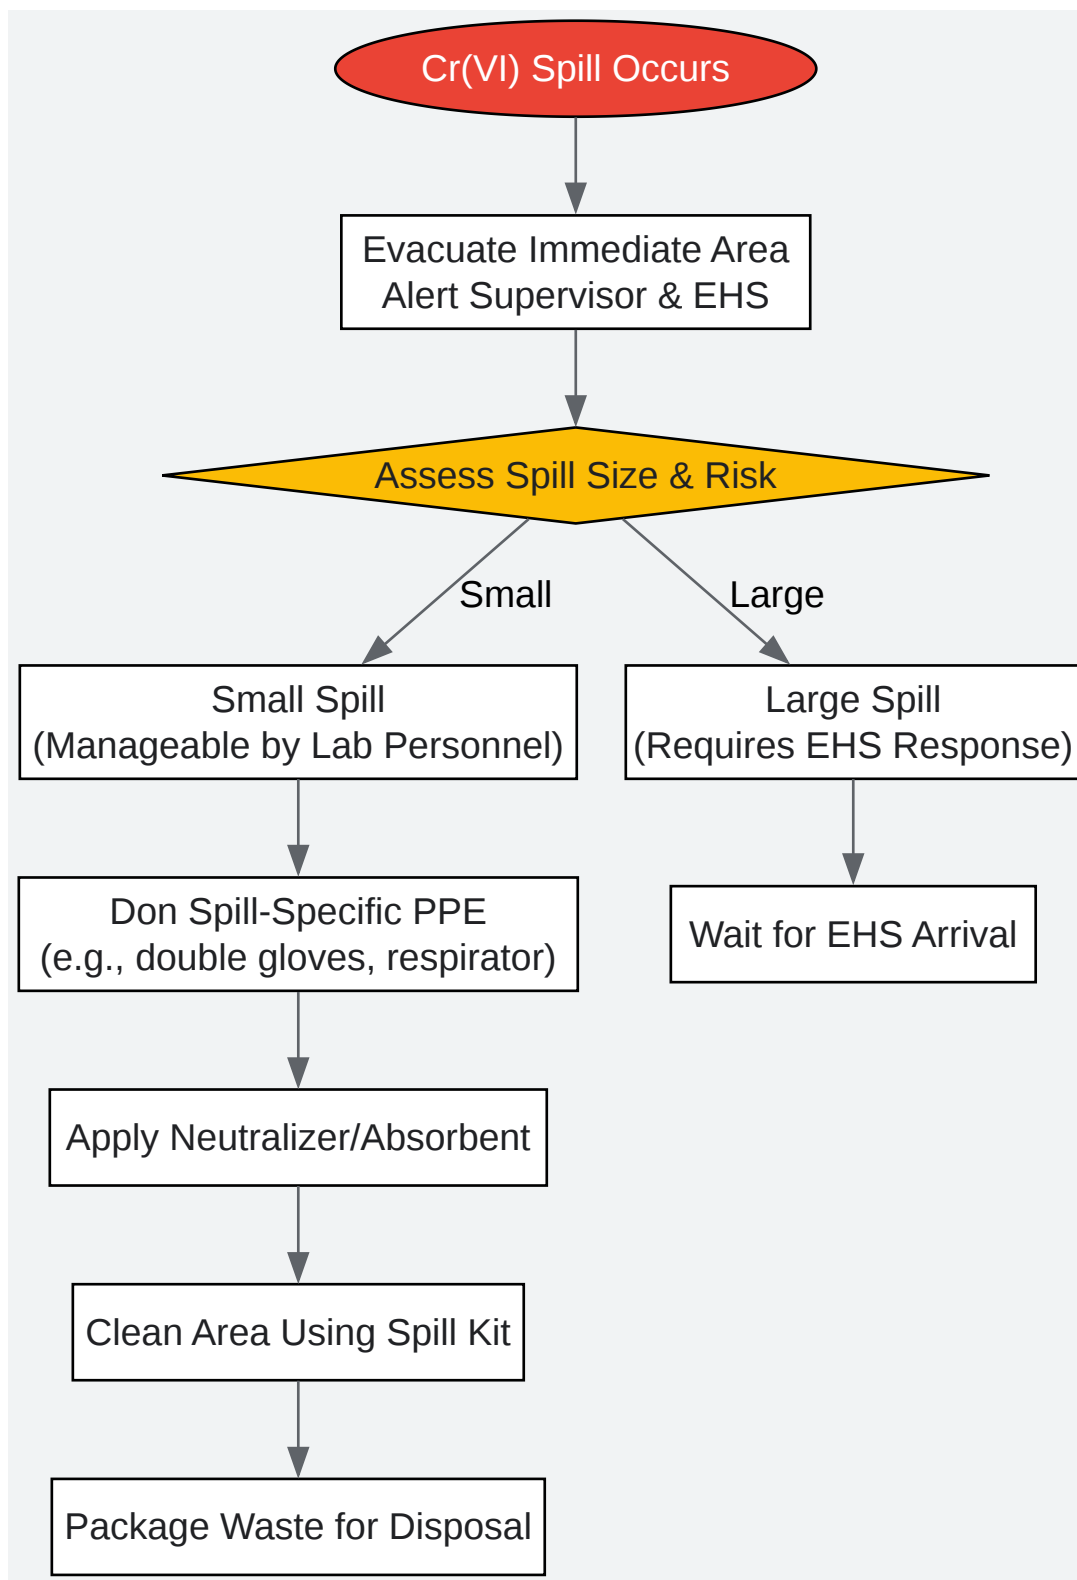 Cr(VI) Spill Occurs
Evacuate Immediate Area
Alert Supervisor & EHS
Assess Spill Size & Risk
Small
Large
Small Spill
(Manageable by Lab Personnel)
Large Spill
(Requires EHS Response)
Don Spill-Specific PPE
(e.g., double gloves, respirator)
Wait for EHS Arrival
Apply Neutralizer/Absorbent
Clean Area Using Spill Kit
Package Waste for Disposal